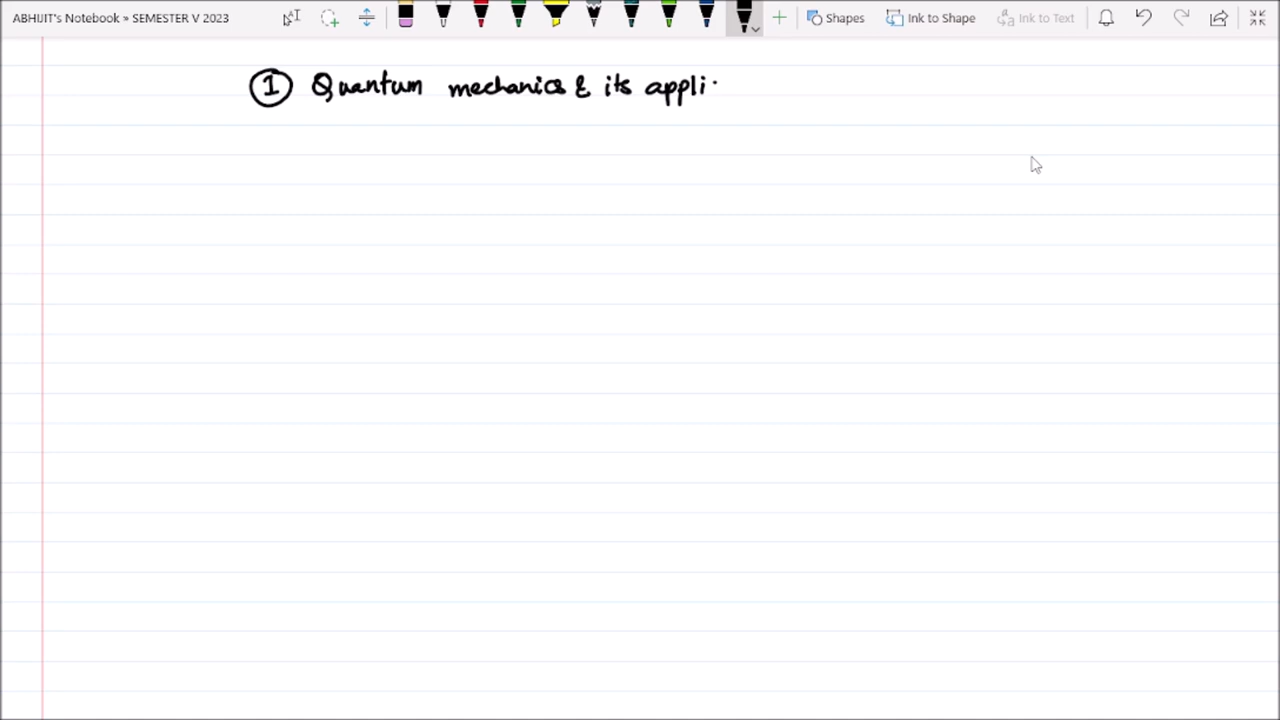 ABHIJIT's Notebook » SEMESTER V 2023
Shapes
Ink to Shape
Ink to Text
① Quantum mechanics & its appli.